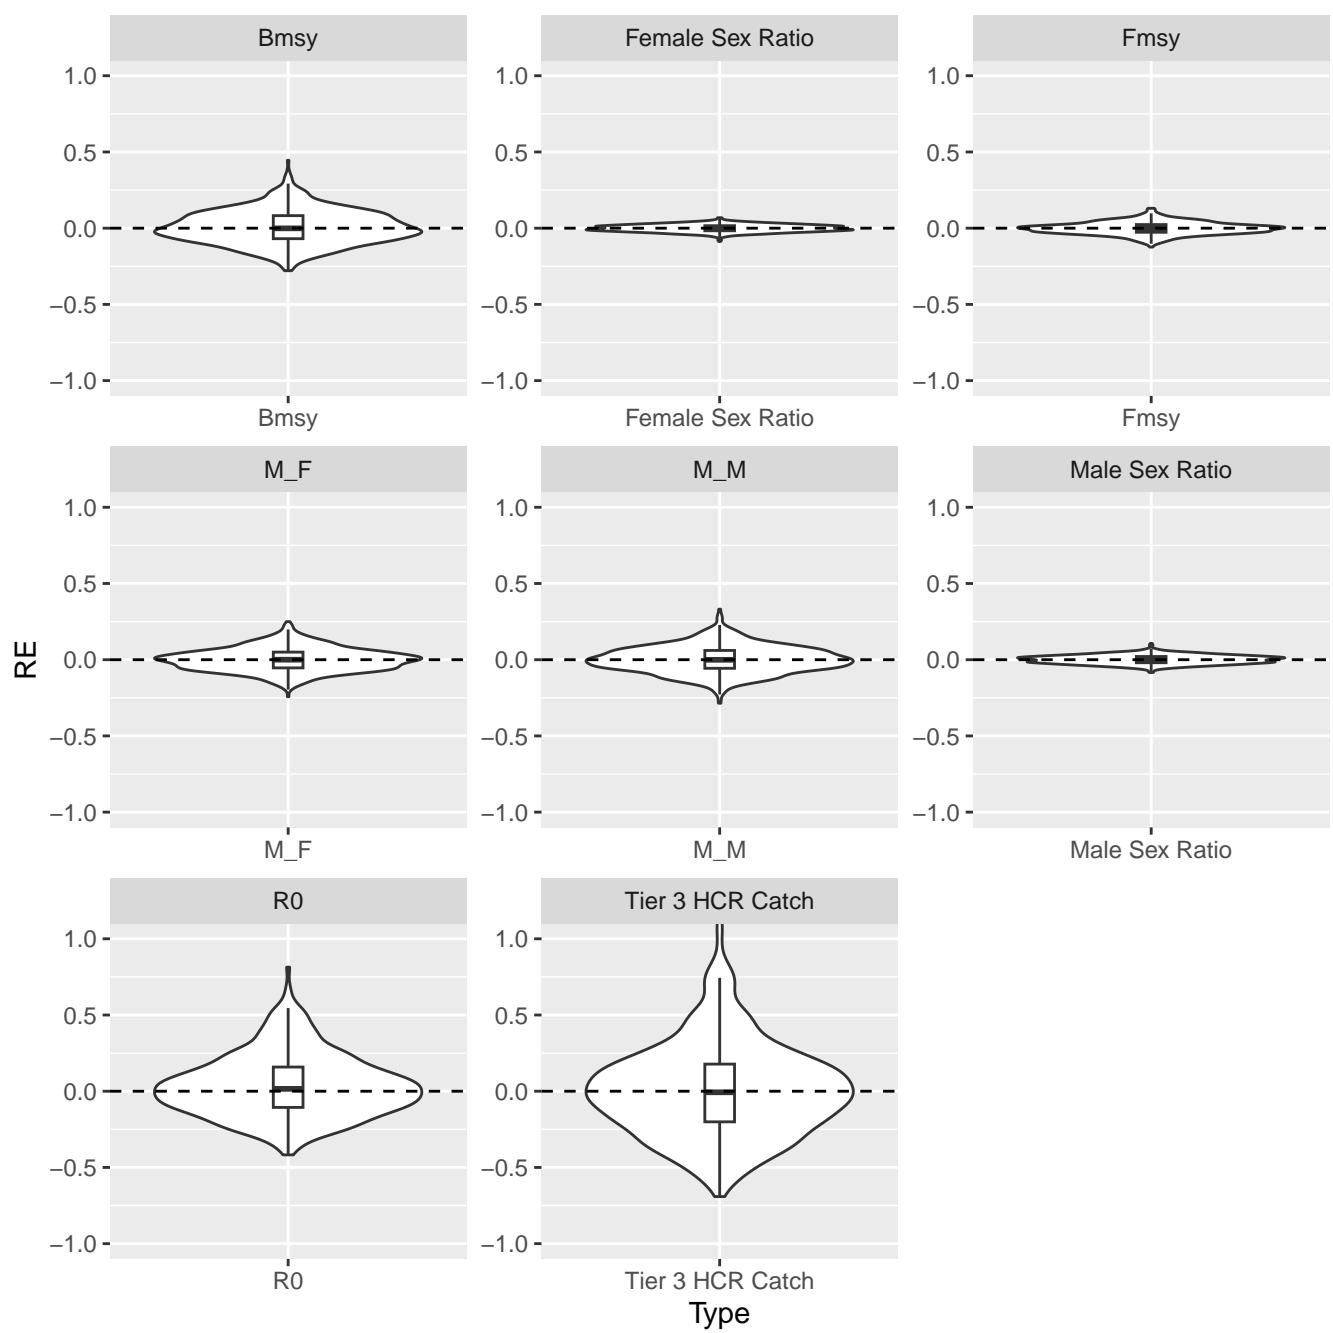 Bmsy Female Sex Ratio Fmsy
1.0 1.0 1.0
0.5 0.5 0.5
0.0 0.0 0.0
−0.5 −0.5 −0.5
−1.0 −1.0 −1.0
Bmsy Female Sex Ratio Fmsy
M_F M_M Male Sex Ratio
1.0 1.0 1.0
0.5 0.5 0.5
RE
0.0 0.0 0.0
−0.5 −0.5 −0.5
−1.0 −1.0 −1.0
M_F M_M Male Sex Ratio
R0 Tier 3 HCR Catch
1.0 1.0
0.5 0.5
0.0 0.0
−0.5 −0.5
−1.0 −1.0
R0 Tier 3 HCR Catch
Type